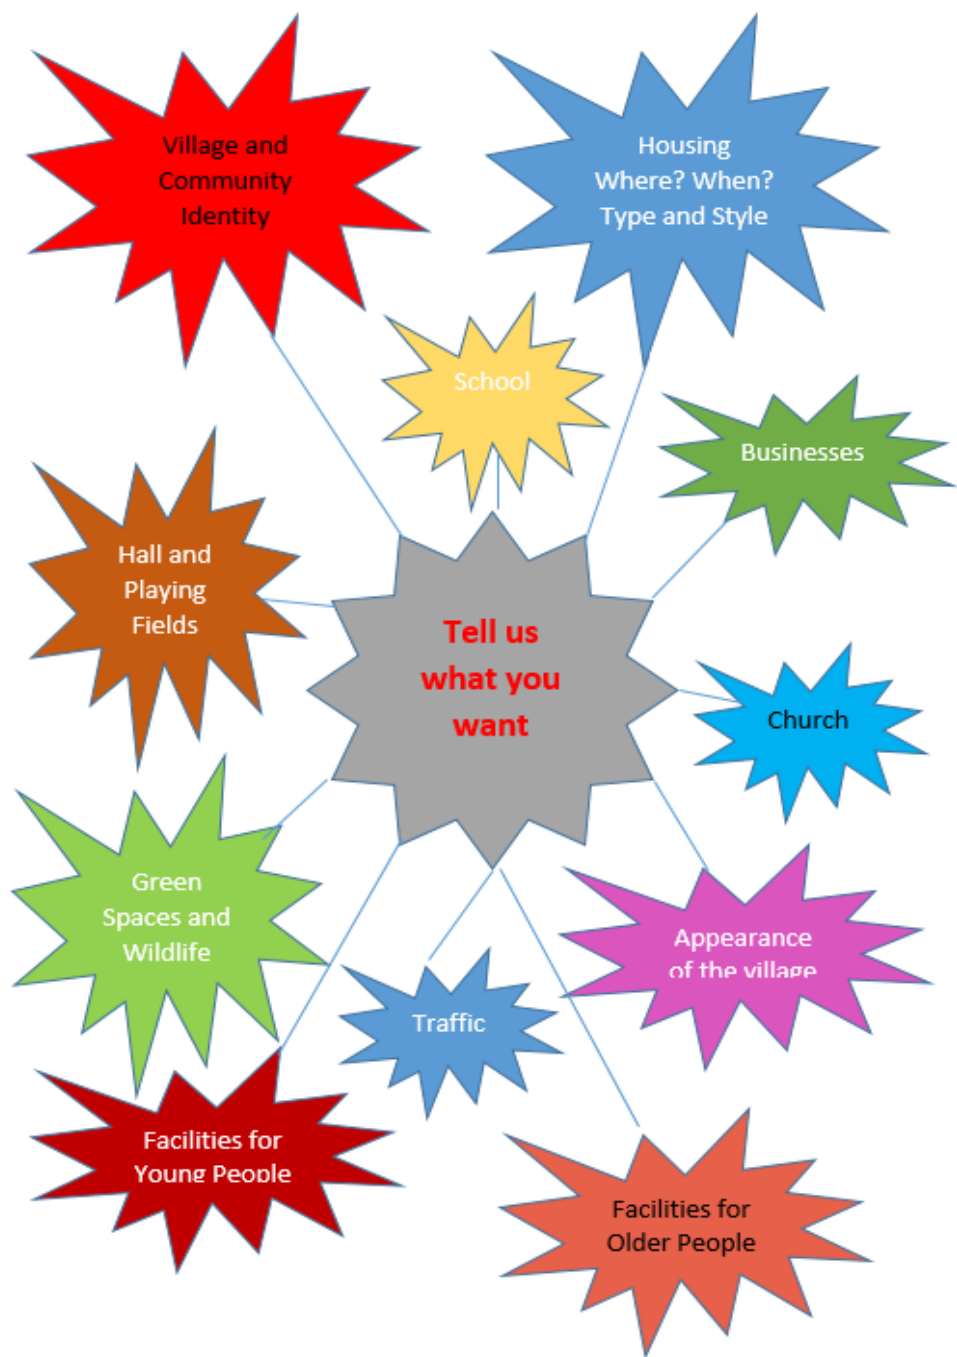 Village and
Community
Identity
Housing
Where? When?
Type and Style
School
Businesses
Hall and
Playing
Fields
Tell us
what you
want
Church
Green
Spaces and
Wildlife
Appearance
of the village
Traffic
Facilities for
Young People
Facilities for
Older People